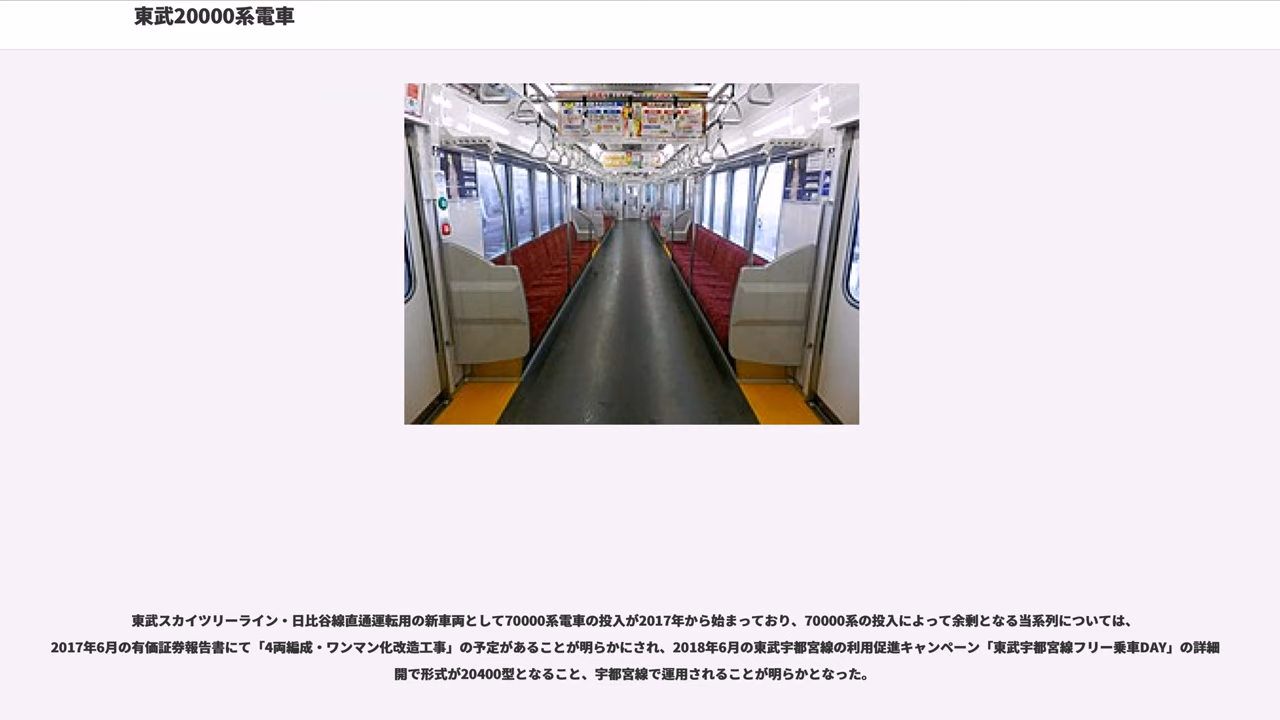 東武20000系電車
東武スカイツリーライン・日比谷線直通運転用の新車両として70000系電車の投入が2017年から始まっており、70000系の投入によって余剰となる当系列については、
2017年6月の有価証券報告書にて「4両編成・ワンマン化改造工事」の予定があることが明らかにされ、2018年6月の東武宇都宮線の利用促進キャンペーン「東武宇都宮線フリー乗車DAY」の詳細
開で形式が20400型となること、宇都宮線で運用されることが明らかとなった。